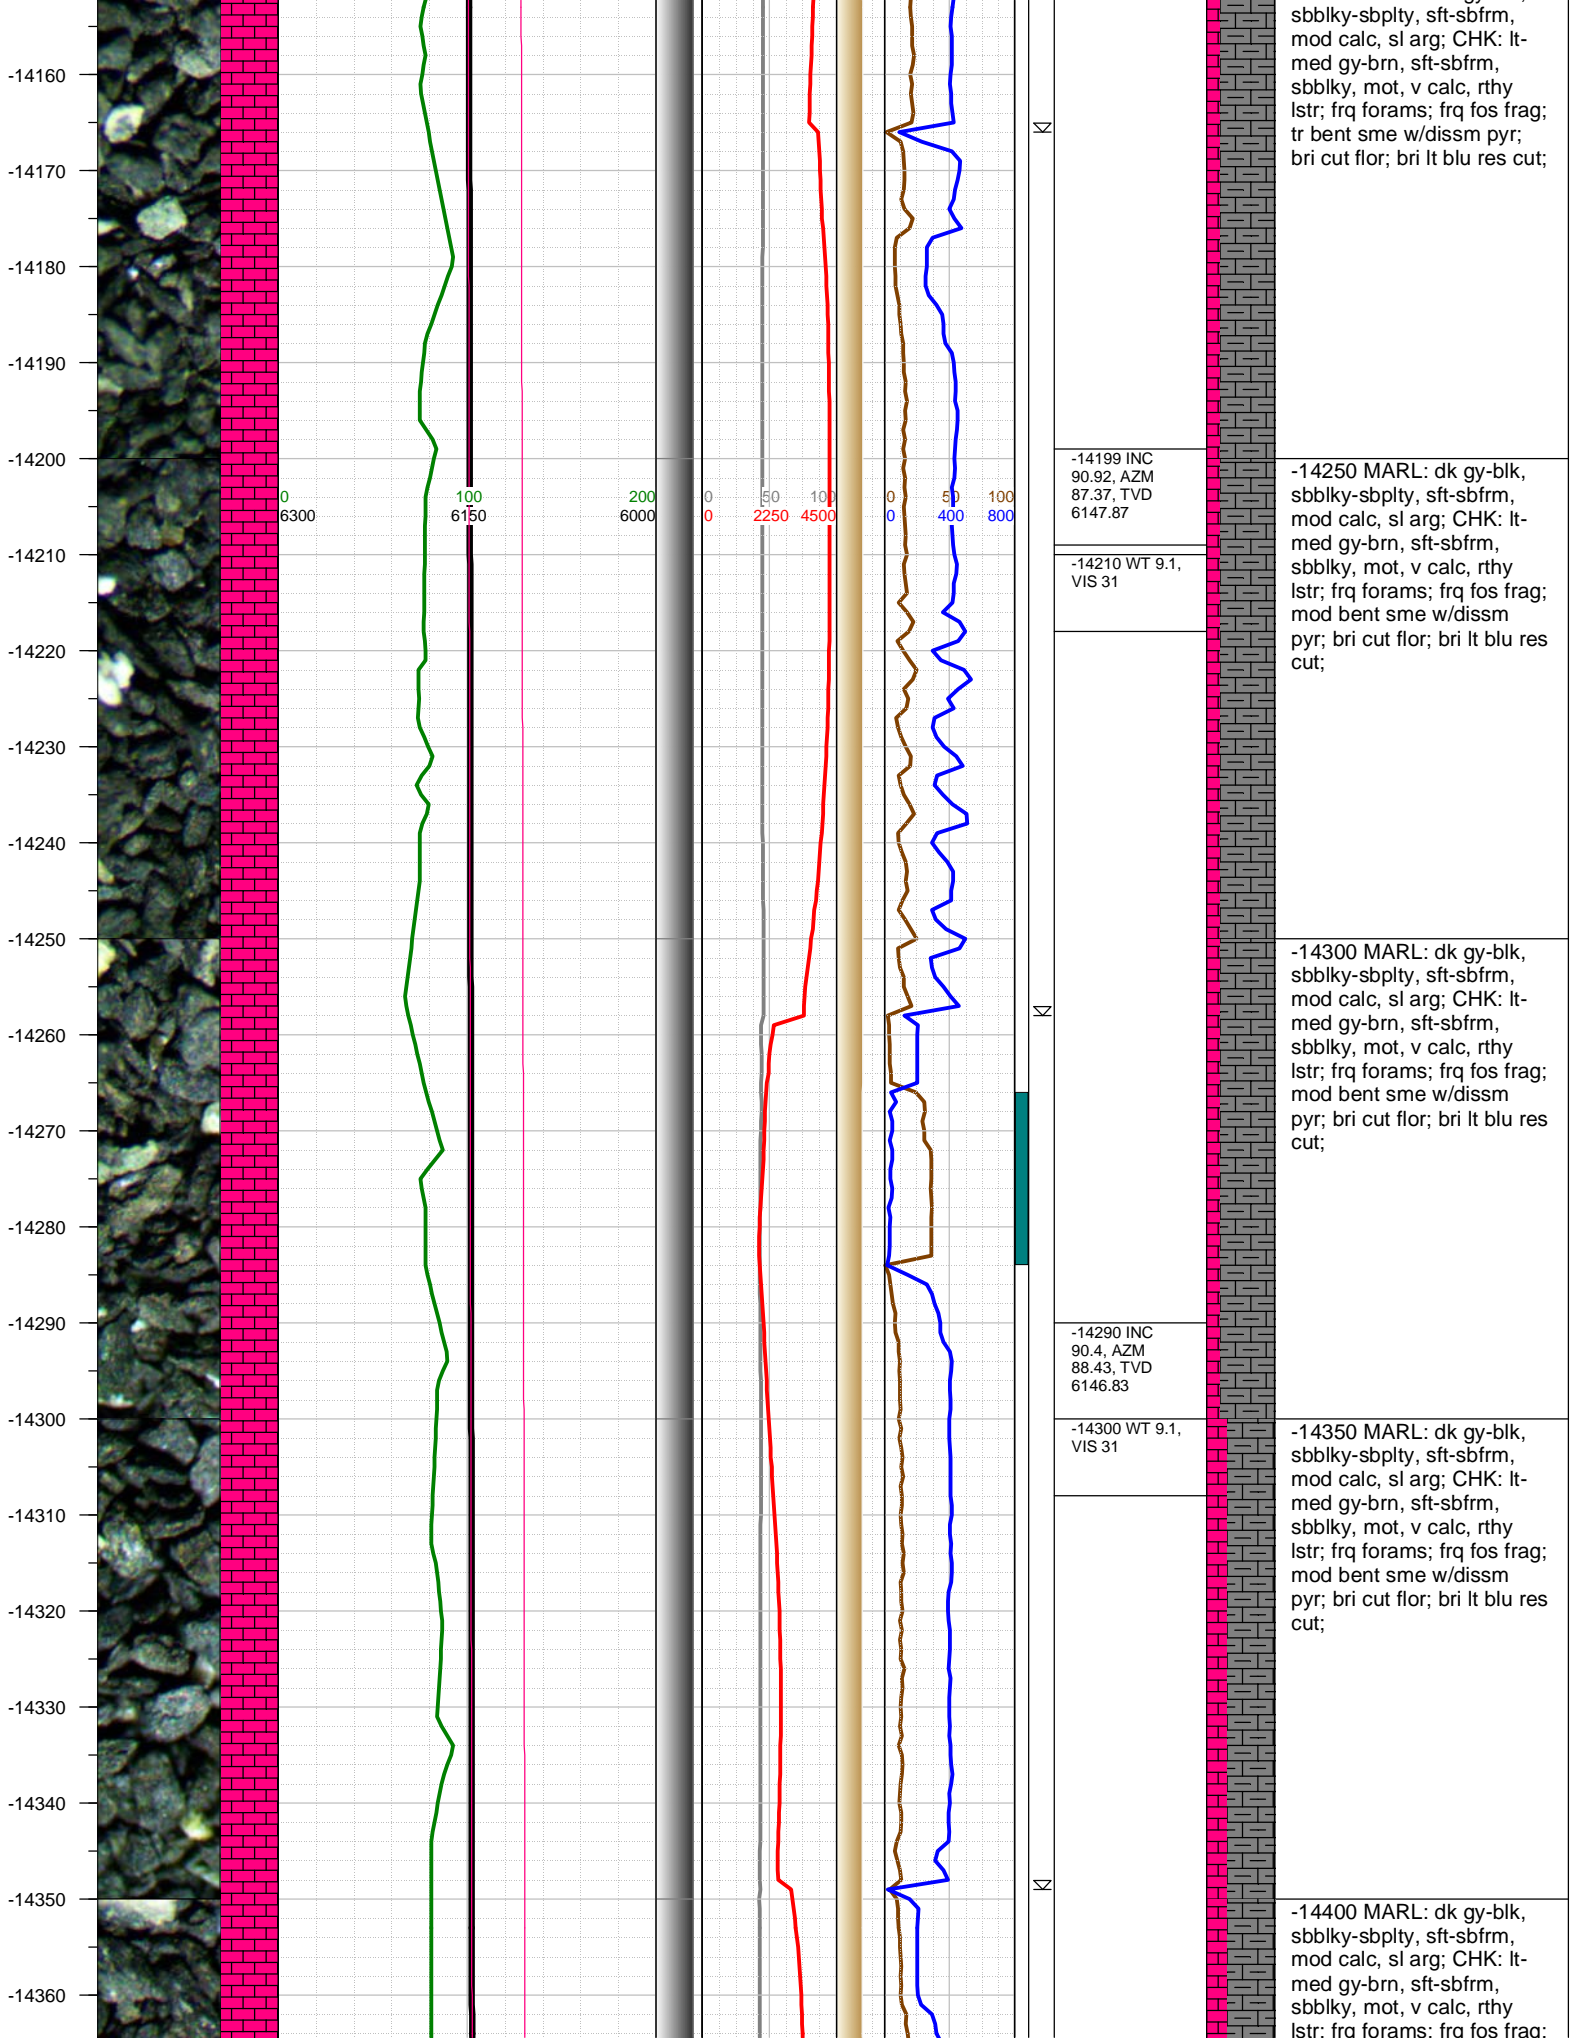 sbblky-sbplty, sft-sbfrm,
mod calc, sl arg; CHK: lt-
med gy-brn, sft-sbfrm,
sbblky, mot, v calc, rthy
lstr; frq forams; frq fos frag;
tr bent sme w/dissm pyr;
bri cut flor; bri lt blu res cut;
-14160
-14170
-14180
-14190
-14200
-14199 INC
90.92, AZM
87.37, TVD
6147.87
-14250 MARL: dk gy-blk,
sbblky-sbplty, sft-sbfrm,
mod calc, sl arg; CHK: lt-
med gy-brn, sft-sbfrm,
sbblky, mot, v calc, rthy
lstr; frq forams; frq fos frag;
mod bent sme w/dissm
pyr; bri cut flor; bri lt blu res
cut;
0 100 200 0 50 100 0 50 100
6300 6150 6000 0 2250 4500 0 400 800
-14210
-14210 WT 9.1,
VIS 31
-14220
-14230
-14240
-14250
-14300 MARL: dk gy-blk,
sbblky-sbplty, sft-sbfrm,
mod calc, sl arg; CHK: lt-
med gy-brn, sft-sbfrm,
sbblky, mot, v calc, rthy
lstr; frq forams; frq fos frag;
mod bent sme w/dissm
pyr; bri cut flor; bri lt blu res
cut;
-14260
-14270
-14280
-14290
-14290 INC
90.4, AZM
88.43, TVD
6146.83
-14300
-14300 WT 9.1,
VIS 31
-14350 MARL: dk gy-blk,
sbblky-sbplty, sft-sbfrm,
mod calc, sl arg; CHK: lt-
med gy-brn, sft-sbfrm,
sbblky, mot, v calc, rthy
lstr; frq forams; frq fos frag;
mod bent sme w/dissm
pyr; bri cut flor; bri lt blu res
cut;
-14310
-14320
-14330
-14340
-14350
-14400 MARL: dk gy-blk,
sbblky-sbplty, sft-sbfrm,
mod calc, sl arg; CHK: lt-
med gy-brn, sft-sbfrm,
sbblky, mot, v calc, rthy
lstr; frq forams; frq fos frag;
-14360